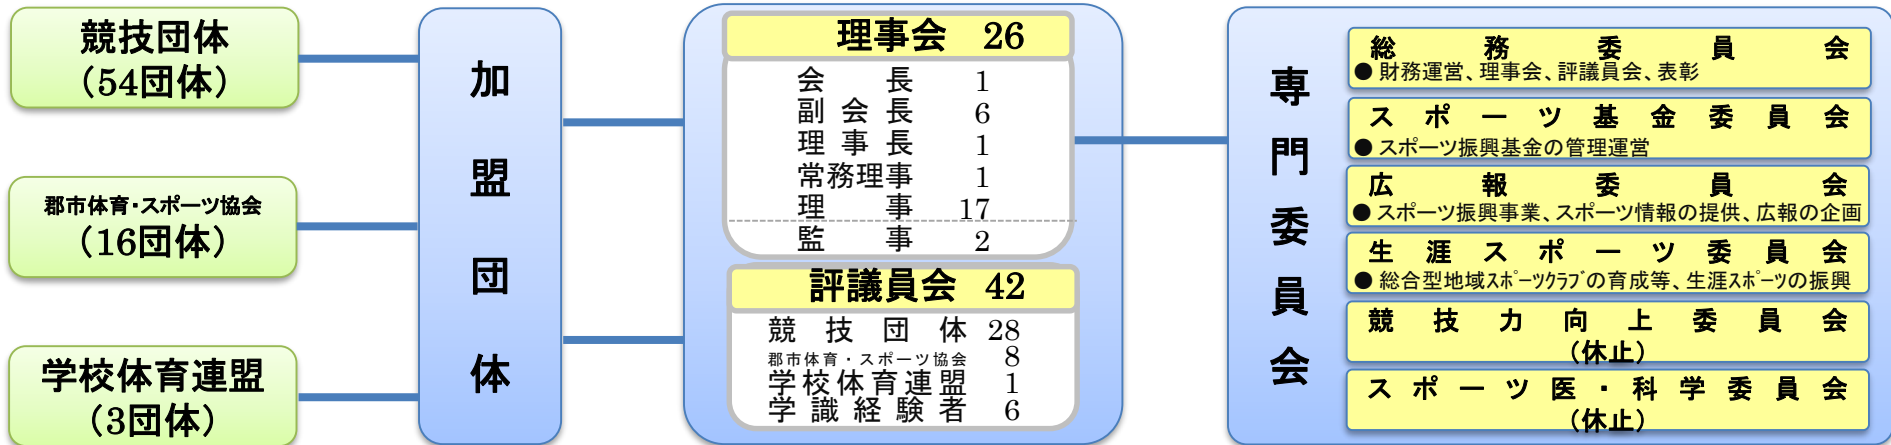 競技団体
（54団体）
郡市体育・スポーツ協会
（16団体）
学校体育連盟
（3団体）
加盟団体
理事会 26
会長 1
副会長 6
理事長 1
常務理事 1
理事 17
監事 2
評議員会 42
競技団体 28
郡市体育・スポーツ協会 8
学校体育連盟 1
学識経験者 6
専門委員会
総務委員会
● 財務運営、理事会、評議員会、表彰
スポーツ基金委員会
● スポーツ振興基金の管理運営
広報委員会
● スポーツ振興事業、スポーツ情報の提供、広報の企画
生涯スポーツ委員会
● 総合型地域ｽﾎﾟｰﾂｸﾗﾌﾞの育成等、生涯ｽﾎﾟｰﾂの振興
競技力向上委員会
（休止）
スポーツ医・科学委員会
（休止）